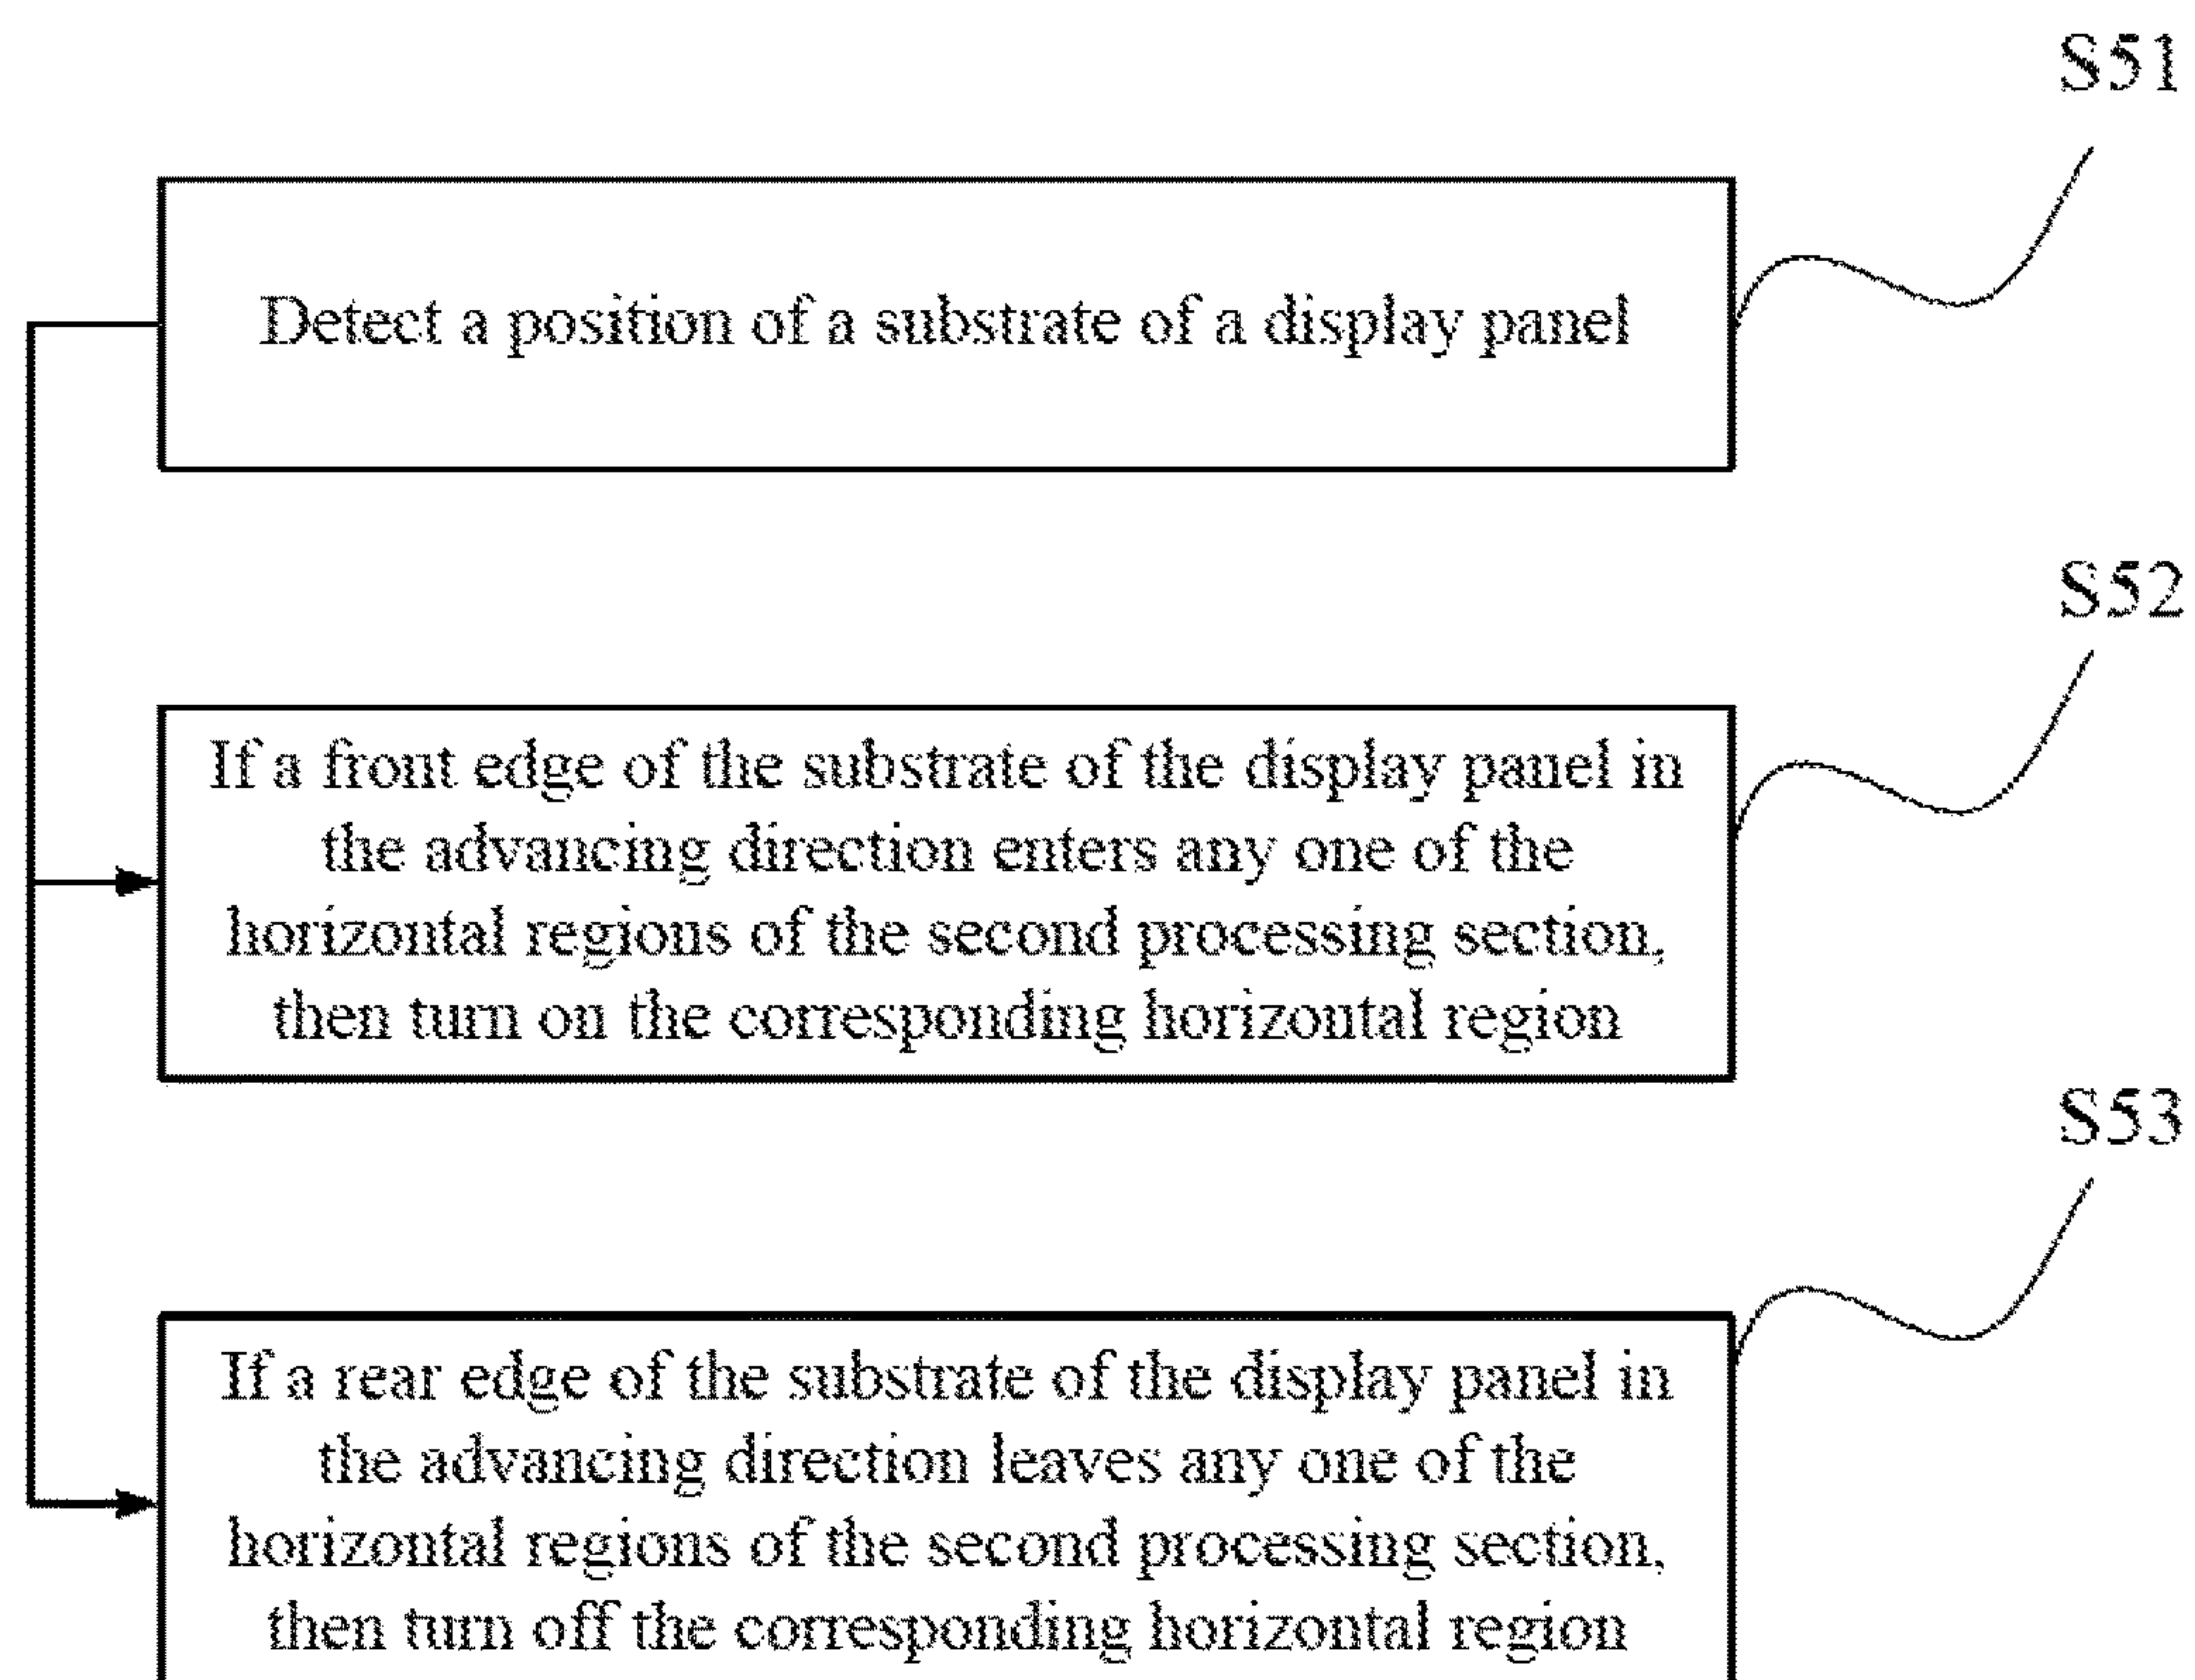 S51
Detect a position of a substrate of a display panel
S52
If a front edge of the substrate of the display panel in
the advancing direction enters any one of the
horizontal regions of the second processing section,
then turn on the corresponding horizontal region
S53
If a rear edge of the substrate of the display panel in
the advancing direction leaves any one of the
horizontal regions of the second processing section,
then turn off the corresponding horizontal region